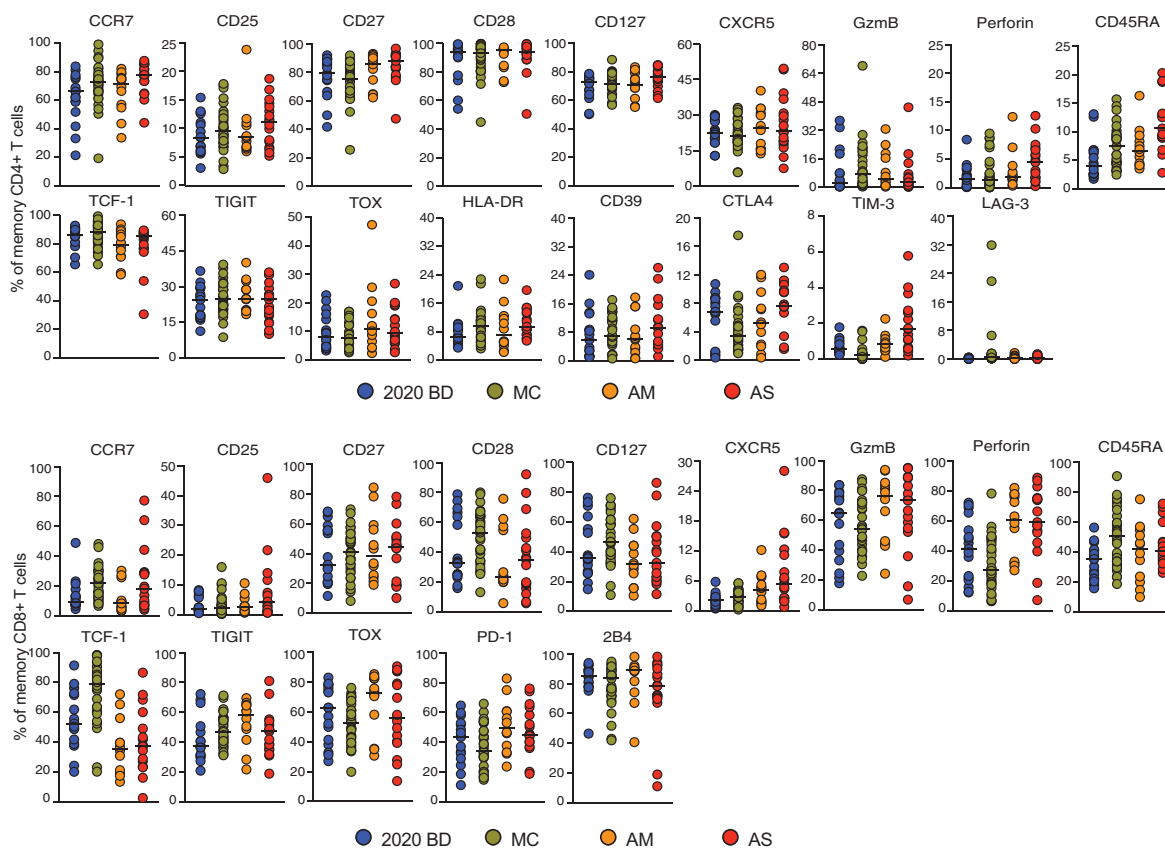 CCR7 CD25 CD27 CD28 CD127 CXCR5 GzmB Perforin CD45RA
100 80 60 40 20 0
25 20 15 10 5 0
100 80 60 40 20 0
100 80 60 40 20 0
100 80 60 40 20 0
60 45 30 15 0
80 64 48 32 16 0
25 20 15 10 5 0
25 20 15 10 5 0
% of memory CD4+ T cells
TCF-1 TIGIT TOX HLA-DR CD39 CTLA4 TIM-3 LAG-3
100 80 60 40 20 0
60 45 30 15 0
50 40 30 20 10 0
40 32 24 16 8 0
40 32 24 16 8 0
20 16 12 8 4 0
6 4 2 0
40 32 24 16 8 0
2020 BD MC AM AS
CCR7 CD25 CD27 CD28 CD127 CXCR5 GzmB Perforin CD45RA
100 80 60 40 20 0
50 40 30 20 10 0
100 80 60 40 20 0
100 80 60 40 20 0
100 80 60 40 20 0
30 24 18 12 6 0
100 80 60 40 20 0
100 80 60 40 20 0
100 80 60 40 20 0
% of memory CD8+ T cells
TCF-1 TIGIT TOX PD-1 2B4
100 80 60 40 20 0
100 80 60 40 20 0
100 80 60 40 20 0
100 80 60 40 20 0
100 80 60 40 20 0
2020 BD MC AM AS